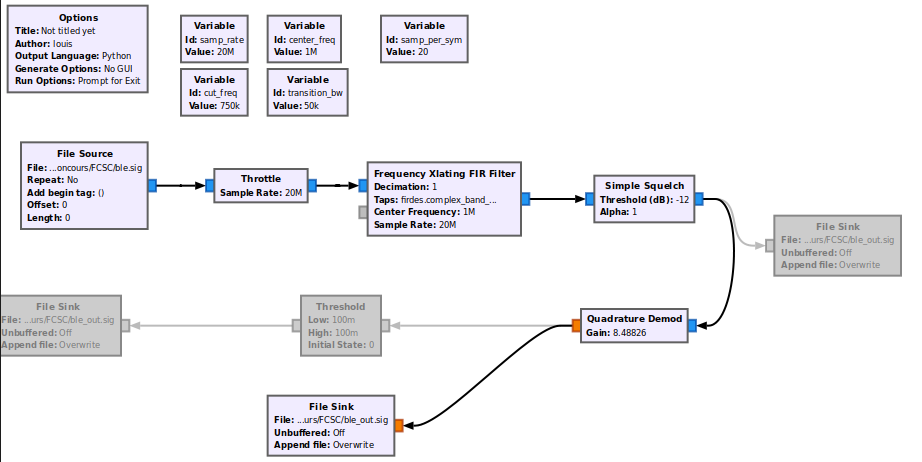 Options
Title: Not titled yet
Author: louis
Output Language: Python
Generate Options: No GUI
Run Options: Prompt for Exit
Variable
Id: samp_rate
Value: 20M
Variable
Id: center_freq
Value: 1M
Variable
Id: samp_per_sym
Value: 20
Variable
Id: cut_freq
Value: 750k
Variable
Id: transition_bw
Value: 50k
File Source
File: ...oncours/FCSC/ble.sig
Repeat: No
Add begin tag: ()
Offset: 0
Length: 0
Throttle
Sample Rate: 20M
Frequency Xlating FIR Filter
Decimation: 1
Taps: firdes.complex_band_...
Center Frequency: 1M
Sample Rate: 20M
Simple Squelch
Threshold (dB): -12
Alpha: 1
File Sink
File: ...urs/FCSC/ble_out.sig
Unbuffered: Off
Append file: Overwrite
File Sink
File: ...urs/FCSC/ble_out.sig
Unbuffered: Off
Append file: Overwrite
Threshold
Low: 100m
High: 100m
Initial State: 0
Quadrature Demod
Gain: 8.48826
File Sink
File: ...urs/FCSC/ble_out.sig
Unbuffered: Off
Append file: Overwrite